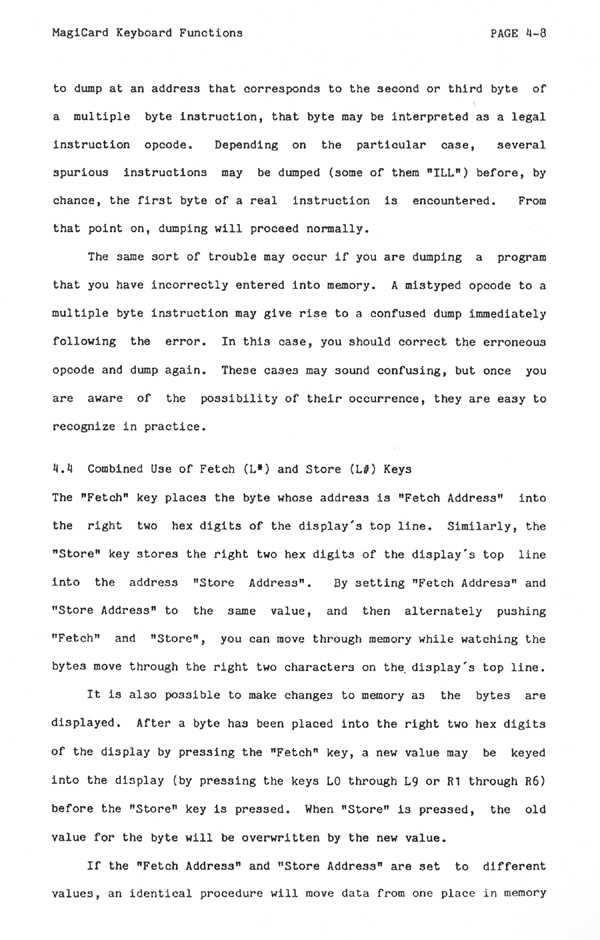 MagiCard Keyboard Functions PAGE 4-8
to dump at an address that corresponds to the second or third byte of
a multiple byte instruction, that byte may be interpreted as a legal
instruction opcode. Depending on the particular case, several
spurious instructions may be dumped (some of them "ILL") before, by
chance, the first byte of a real instruction is encountered. From
that point on, dumping will proceed normally.
The same sort of trouble may occur if you are dumping a program
that you have incorrectly entered into memory. A mistyped opcode to a
multiple byte instruction may give rise to a confused dump immediately
following the error. In this case, you should correct the erroneous
opcode and dump again. These cases may sound confusing, but once you
are aware of the possibility of their occurrence, they are easy to
recognize in practice.
4.4 Combined Use of Fetch (L*) and Store (L#) Keys
The "Fetch" key places the byte whose address is "Fetch Address" into
the right two hex digits of the display's top line. Similarly, the
"Store" key stores the right two hex digits of the display's top line
into the address "Store Address". By setting "Fetch Address" and
"Store Address" to the same value, and then alternately pushing
"Fetch" and "Store", you can move through memory while watching the
bytes move through the right two characters on the display's top line.
It is also possible to make changes to memory as the bytes are
displayed. After a byte has been placed into the right two hex digits
of the display by pressing the "Fetch" key, a new value may be keyed
into the display (by pressing the keys L0 through L9 or R1 through R6)
before the "Store" key is pressed. When "Store" is pressed, the old
value for the byte will be overwritten by the new value.
If the "Fetch Address" and "Store Address" are set to different
values, an identical procedure will move data from one place in memory